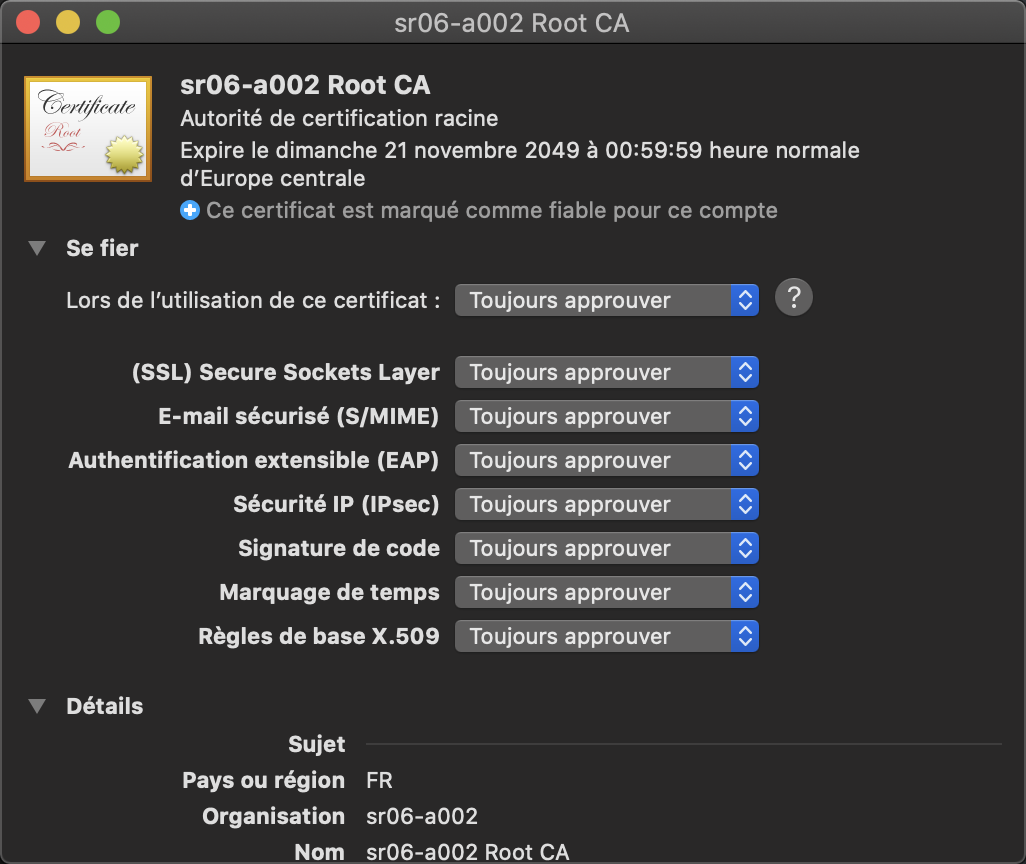 sr06-a002 Root CA
Certificate
Root
sr06-a002 Root CA
Autorité de certification racine
Expire le dimanche 21 novembre 2049 à 00:59:59 heure normale
d’Europe centrale
Ce certificat est marqué comme fiable pour ce compte
Se fier
Lors de l’utilisation de ce certificat : Toujours approuver ?
(SSL) Secure Sockets Layer Toujours approuver
E-mail sécurisé (S/MIME) Toujours approuver
Authentification extensible (EAP) Toujours approuver
Sécurité IP (IPsec) Toujours approuver
Signature de code Toujours approuver
Marquage de temps Toujours approuver
Règles de base X.509 Toujours approuver
Détails
Sujet
Pays ou région FR
Organisation sr06-a002
Nom sr06-a002 Root CA